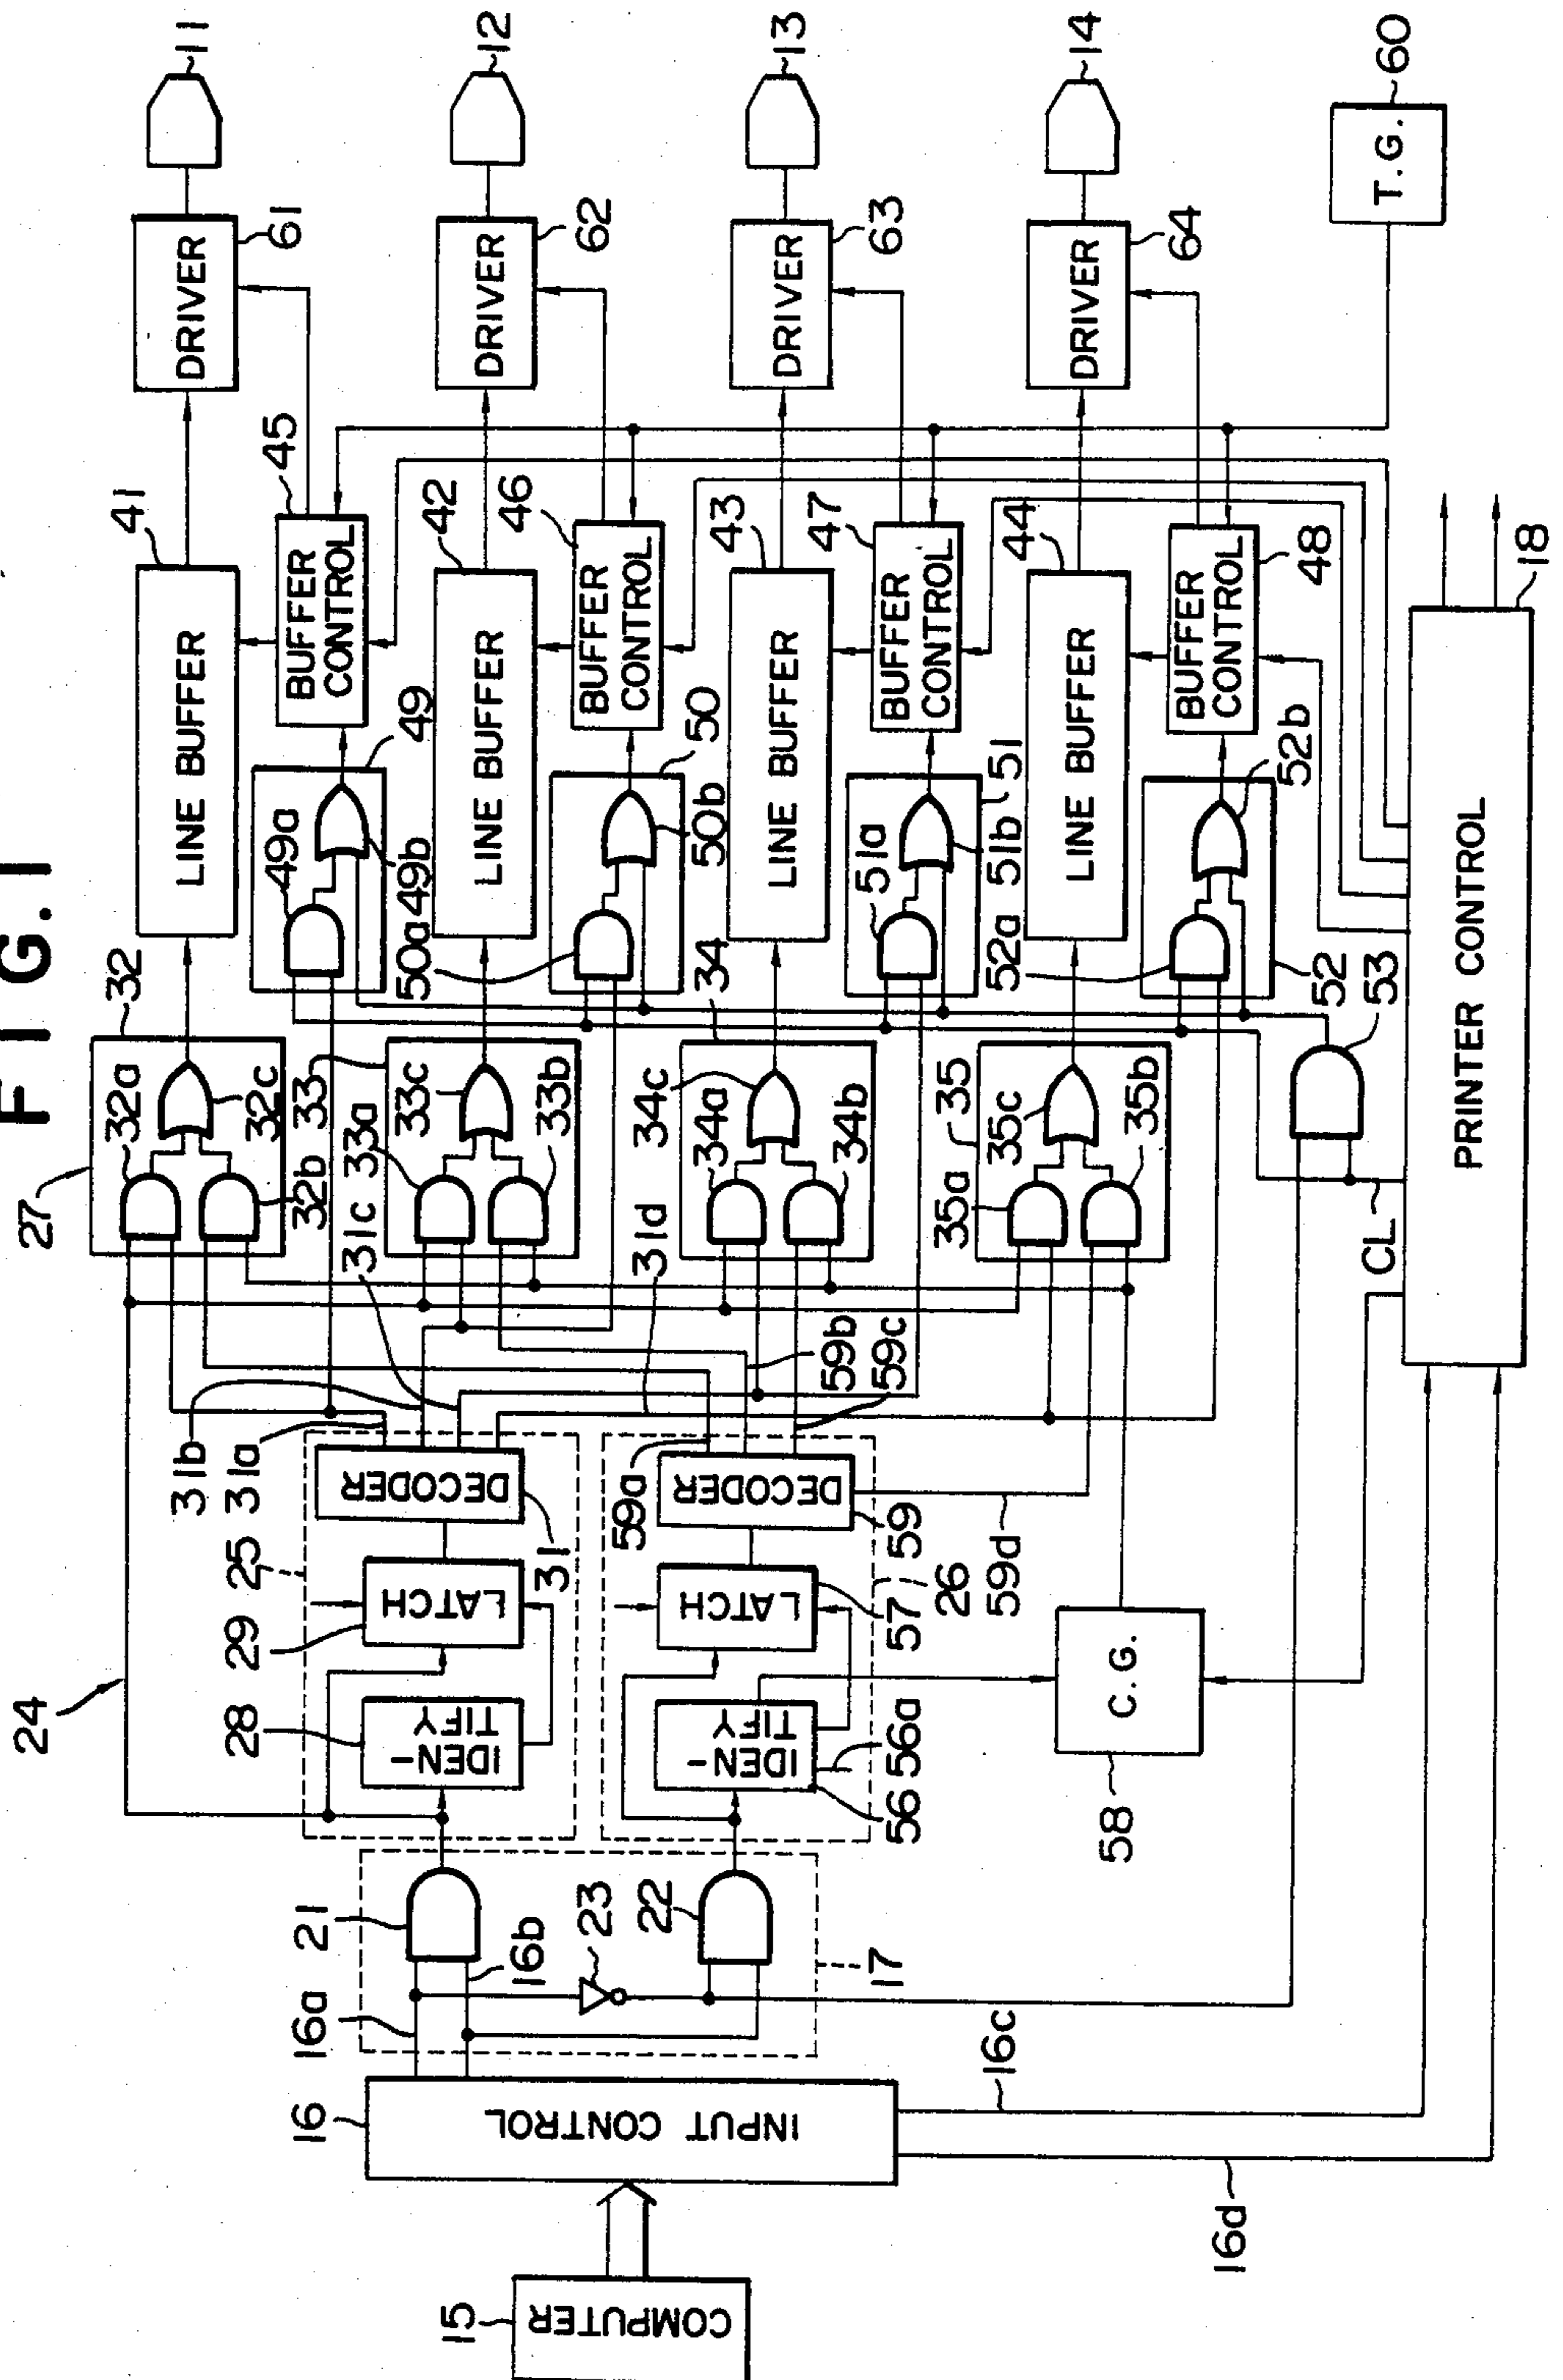 FIG. 1
11
12
13
14
60
T.G.
DRIVER
61
DRIVER
62
DRIVER
63
DRIVER
64
41
LINE BUFFER
45
BUFFER
CONTROL
42
LINE BUFFER
46
BUFFER
CONTROL
43
LINE BUFFER
47
BUFFER
CONTROL
44
LINE BUFFER
48
BUFFER
CONTROL
49
49a
49b
50
50a
50b
51
51a
51b
52
52a
52b
53
18
PRINTER CONTROL
CL
27
32
32a
32b
32c
33
33a
33b
33c
34
34a
34b
34c
35
35a
35b
35c
31a
31b
31c
31d
59a
59b
59c
59d
24
25
28
IDEN-
TIFY
29
LATCH
31
DECODER
26
56
56a
IDEN-
TIFY
57
LATCH
59
DECODER
58
C.G.
17
21
22
23
16a
16b
16c
16d
16
INPUT CONTROL
15
COMPUTER